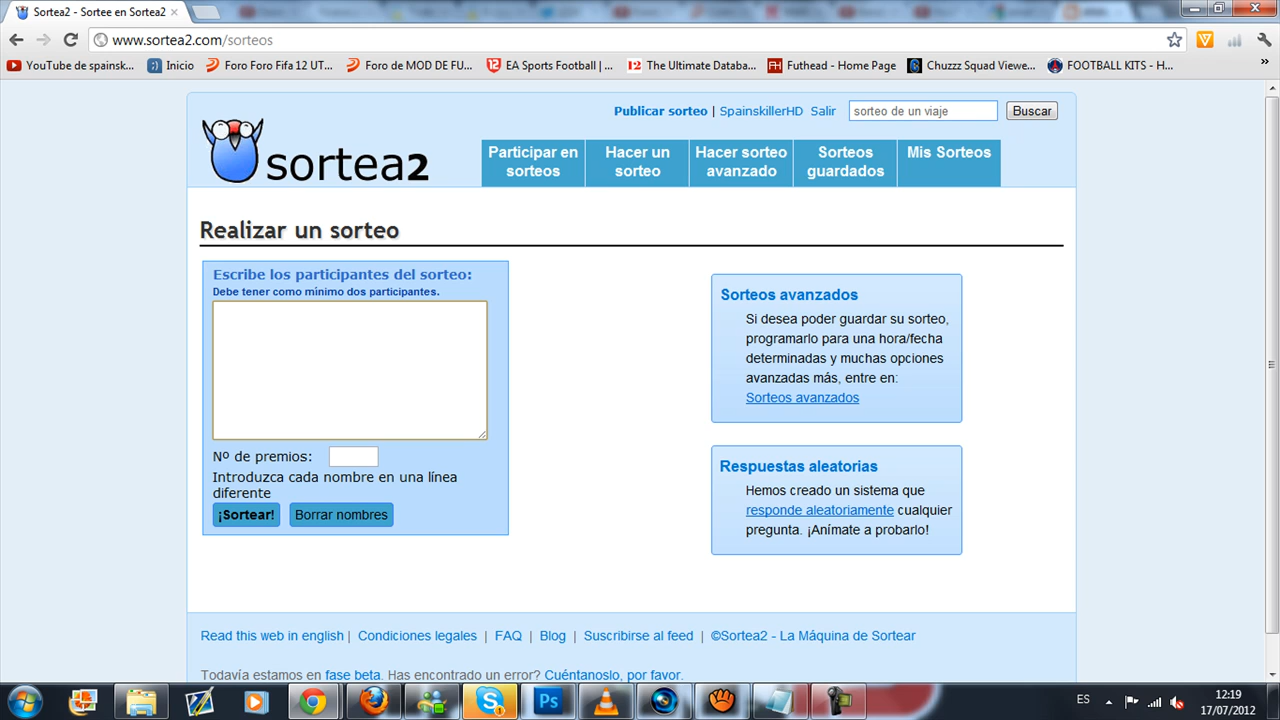 Sortea2 - Sortee en Sortea2
www.sortea2.com/sorteos
YouTube de spainsk...
Inicio
Foro Foro Fifa 12 UT...
Foro de MOD DE FU...
EA Sports Football |...
The Ultimate Databa...
Futhead - Home Page
Chuzzz Squad Viewe...
FOOTBALL KITS - H...
Publicar sorteo | SpainskillerHD Salir
sorteo de un viaje
Buscar
sortea2
Participar en sorteos
Hacer un sorteo
Hacer sorteo avanzado
Sorteos guardados
Mis Sorteos
Realizar un sorteo
Escribe los participantes del sorteo:
Debe tener como mínimo dos participantes.
Nº de premios:
Introduzca cada nombre en una línea
diferente
¡Sortear!
Borrar nombres
Sorteos avanzados
Si desea poder guardar su sorteo,
programarlo para una hora/fecha
determinadas y muchas opciones
avanzadas más, entre en:
Sorteos avanzados
Respuestas aleatorias
Hemos creado un sistema que
responde aleatoriamente cualquier
pregunta. ¡Anímate a probarlo!
Read this web in english | Condiciones legales | FAQ | Blog | Suscribirse al feed | ©Sortea2 - La Máquina de Sortear
Todavía estamos en fase beta. Has encontrado un error? Cuéntanoslo, por favor.
ES
12:19
17/07/2012